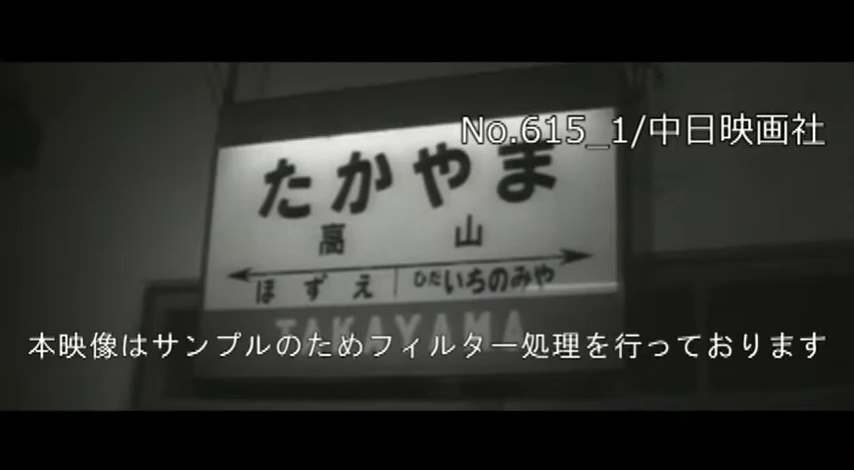 No.615_1/中日映画社
たかやま
高山
ほずえ ひだいちのみや
TAKAYAMA
本映像はサンプルのためフィルター処理を行っております